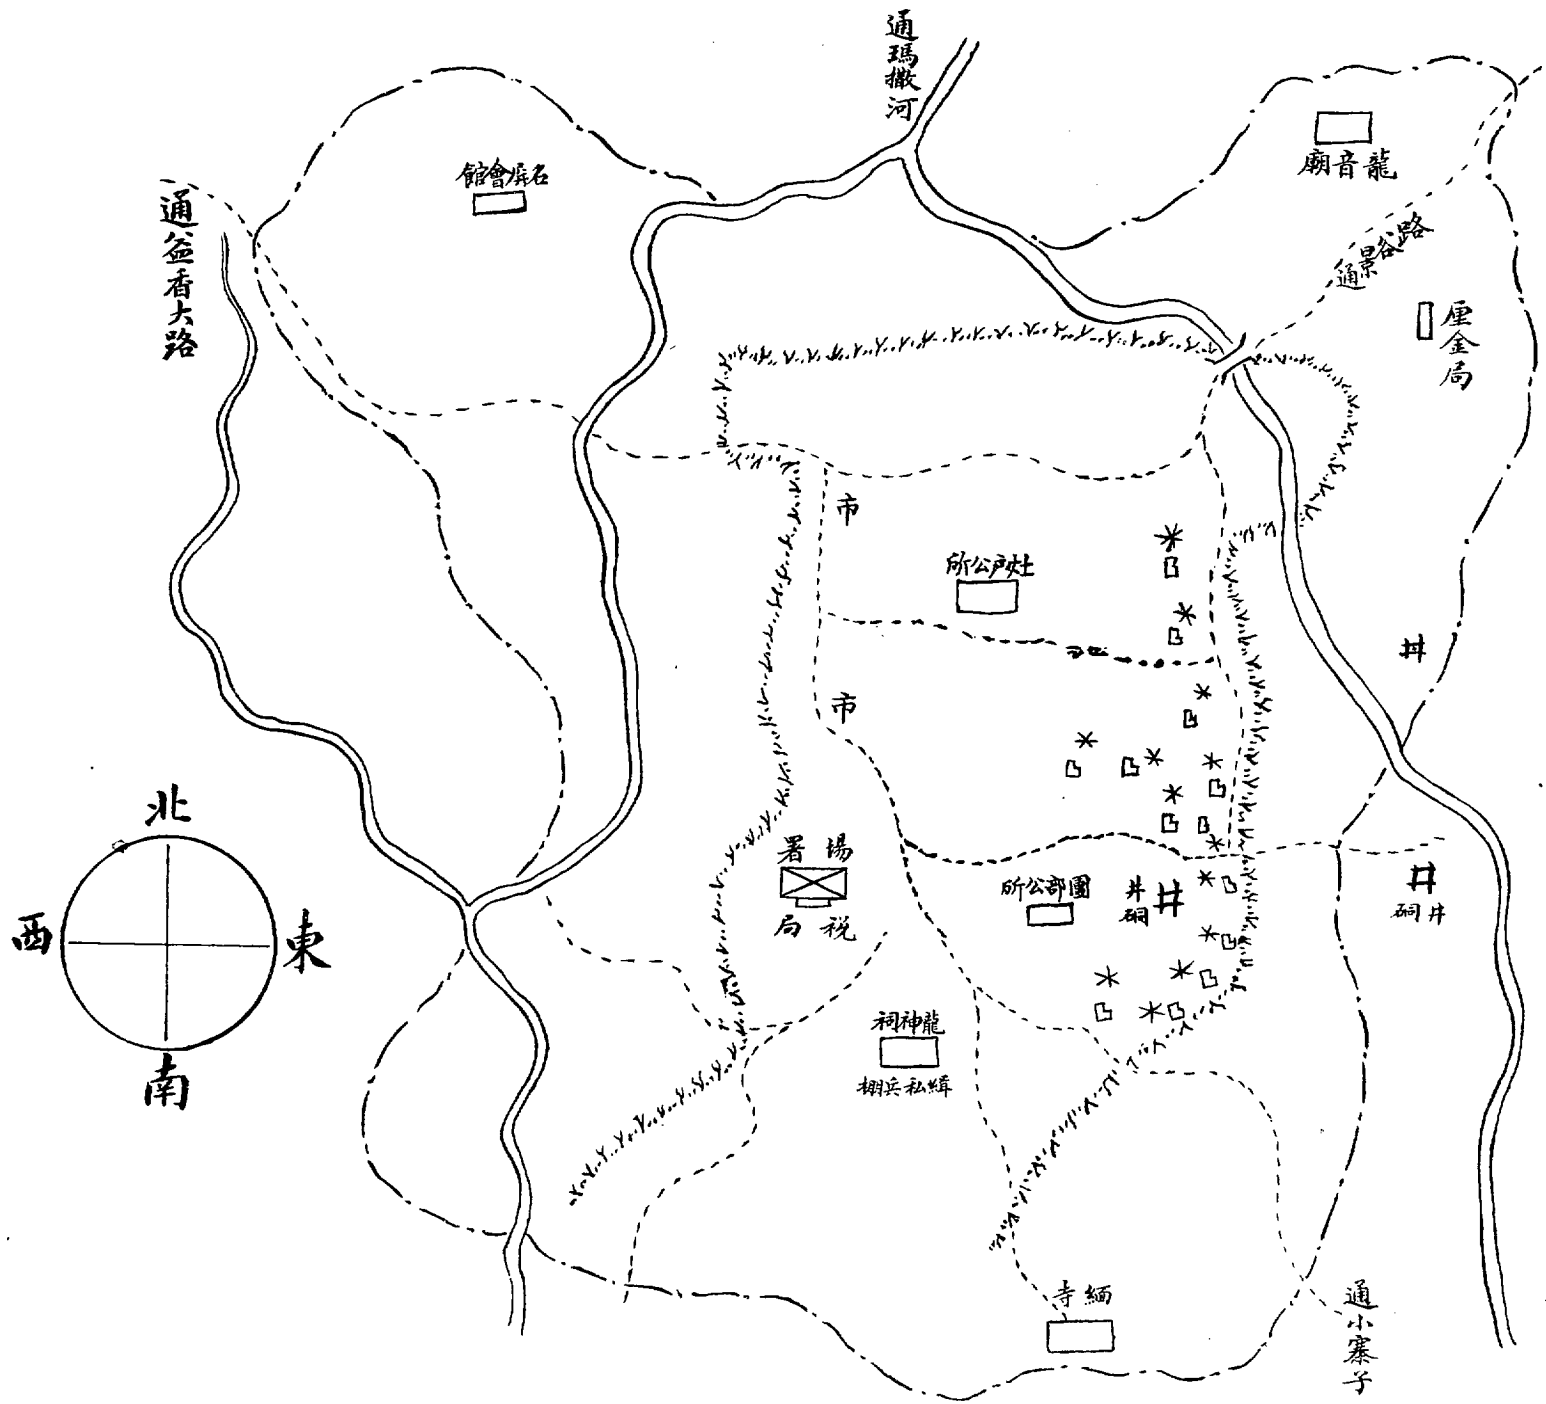 通瑪撒河
石屏會館
龍音廟
通益香大路
通景谷路
厘金局
市
灶戶公所
井
市
北
西
東
南
場署
稅局
團部公所
井硐
井硐
龍神祠
緝私兵棚
緬寺
通小寨子